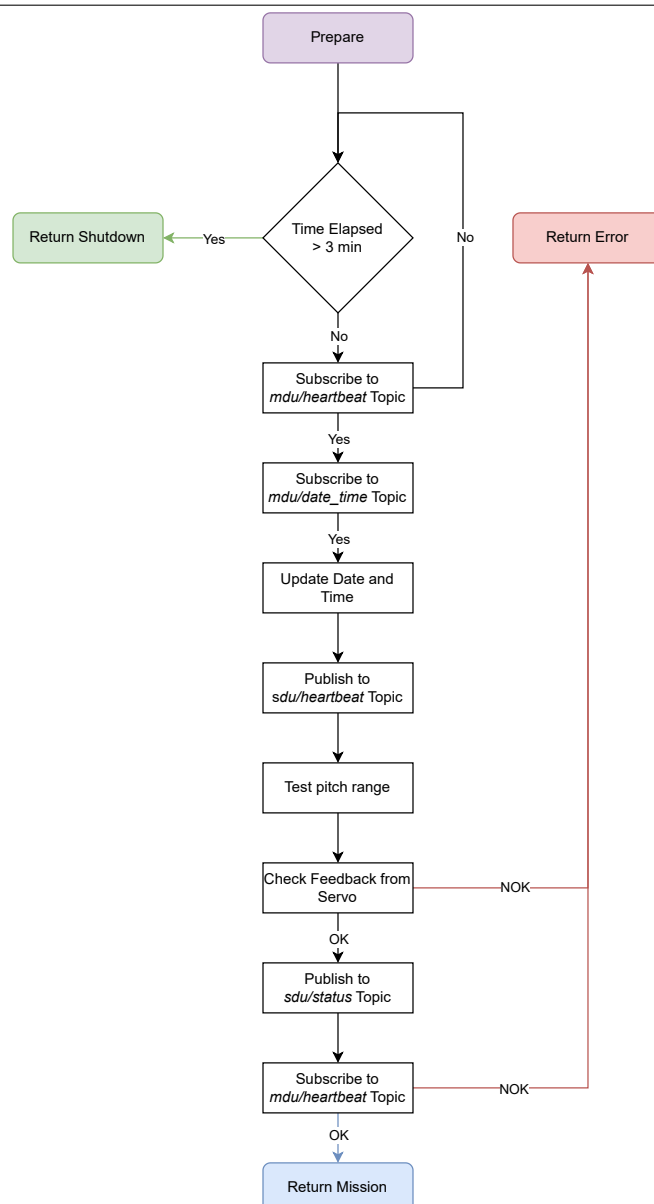 Prepare
Time Elapsed
> 3 min
Return Shutdown
Yes
No
Return Error
No
Subscribe to
mdu/heartbeat Topic
Yes
Subscribe to
mdu/date_time Topic
Yes
Update Date and
Time
Publish to
sdu/heartbeat Topic
Test pitch range
Check Feedback from
Servo
NOK
OK
Publish to
sdu/status Topic
Subscribe to
mdu/heartbeat Topic
NOK
OK
Return Mission